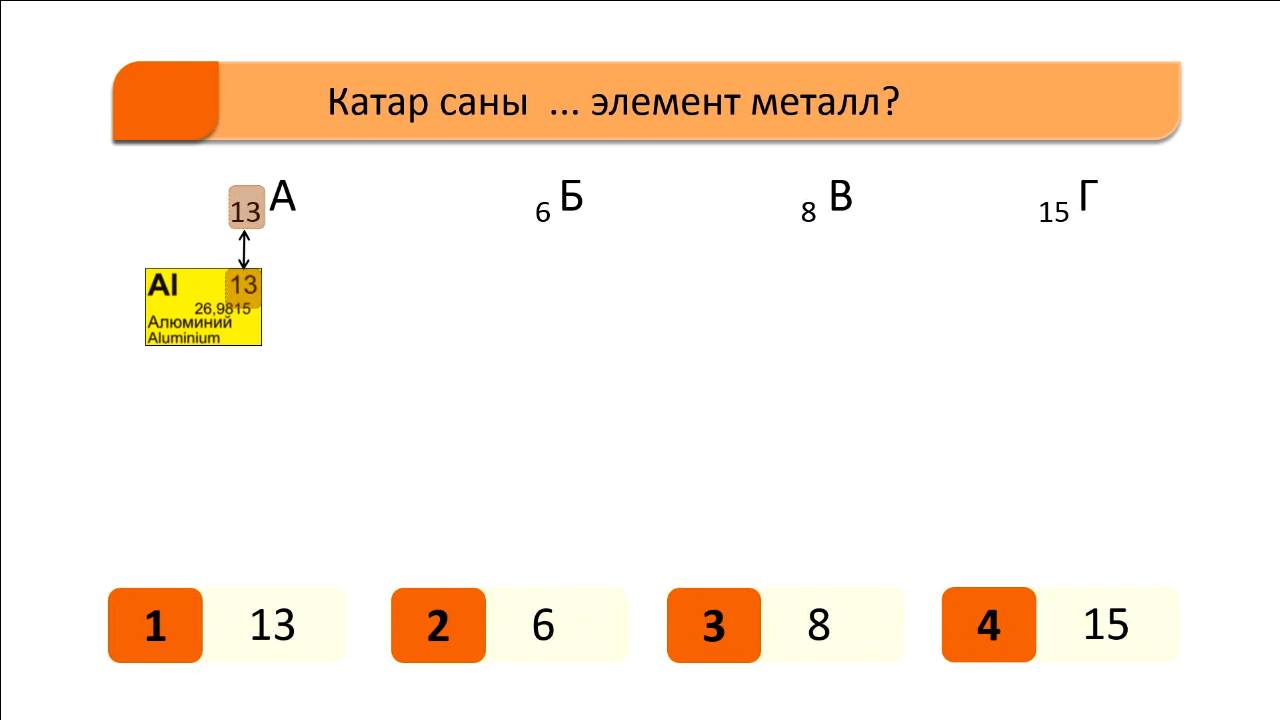 Катар саны ... элемент металл?
13 А
6 Б
8 В
15 Г
Al 13
26,9815
Алюминий
Aluminium
1 13
2 6
3 8
4 15